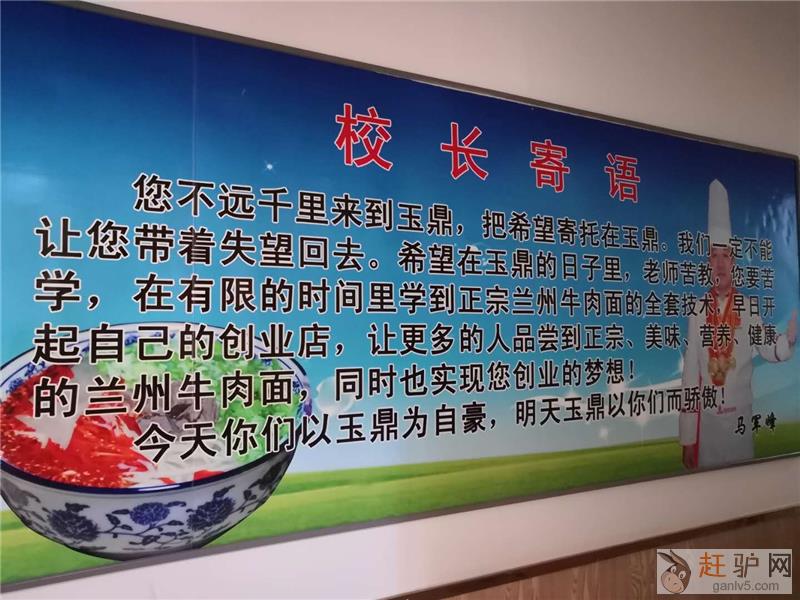 校长寄语
您不远千里来到玉鼎，把希望寄托在玉鼎。我们一定不能
让您带着失望回去。希望在玉鼎的日子里，老师苦教，您要苦
学，在有限的时间里学到正宗兰州牛肉面的全套技术，早日开
起自己的创业店，让更多的人品尝到正宗、美味、营养、健康
的兰州牛肉面，同时也实现您创业的梦想！
今天你们以玉鼎为自豪，明天玉鼎以你们而骄傲！
马军峰
赶驴网
ganlv5.com